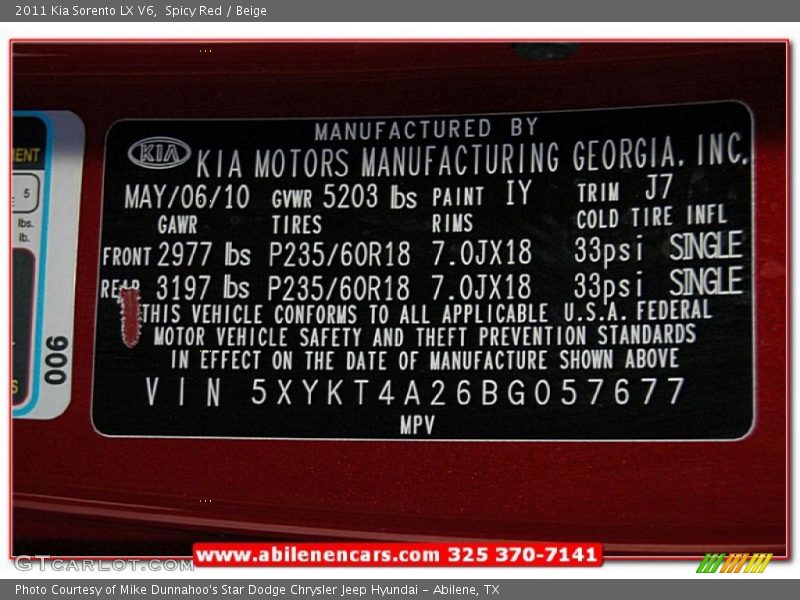 2011 Kia Sorento LX V6,  Spicy Red / Beige
MANUFACTURED BY
KIA KIA MOTORS MANUFACTURING GEORGIA, INC.
MAY/06/10 GVWR 5203 lbs PAINT IY TRIM J7
GAWR TIRES RIMS COLD TIRE INFL
FRONT 2977 lbs P235/60R18 7.0JX18 33psi SINGLE
REAR 3197 lbs P235/60R18 7.0JX18 33psi SINGLE
THIS VEHICLE CONFORMS TO ALL APPLICABLE U.S.A. FEDERAL
MOTOR VEHICLE SAFETY AND THEFT PREVENTION STANDARDS
IN EFFECT ON THE DATE OF MANUFACTURE SHOWN ABOVE
VIN 5XYKT4A26BG057677
MPV
5
lbs.
lb.
006
www.abilenencars.com 325 370-7141
GTCARLOT.COM
Photo Courtesy of Mike Dunnahoo's Star Dodge Chrysler Jeep Hyundai - Abilene, TX